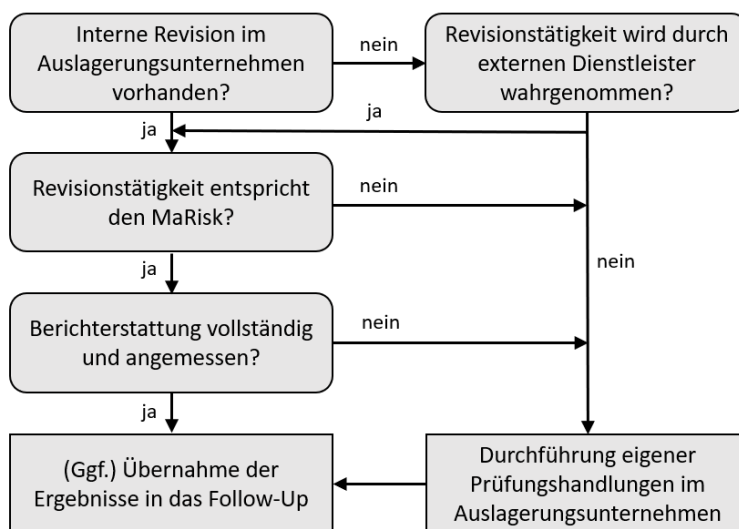 Interne Revision im
Auslagerungsunternehmen
vorhanden?
nein
Revisionstätigkeit wird durch
externen Dienstleister
wahrgenommen?
ja
ja
Revisionstätigkeit entspricht
den MaRisk?
nein
ja
nein
Berichterstattung vollständig
und angemessen?
nein
ja
(Ggf.) Übernahme der
Ergebnisse in das Follow-Up
Durchführung eigener
Prüfungshandlungen im
Auslagerungsunternehmen